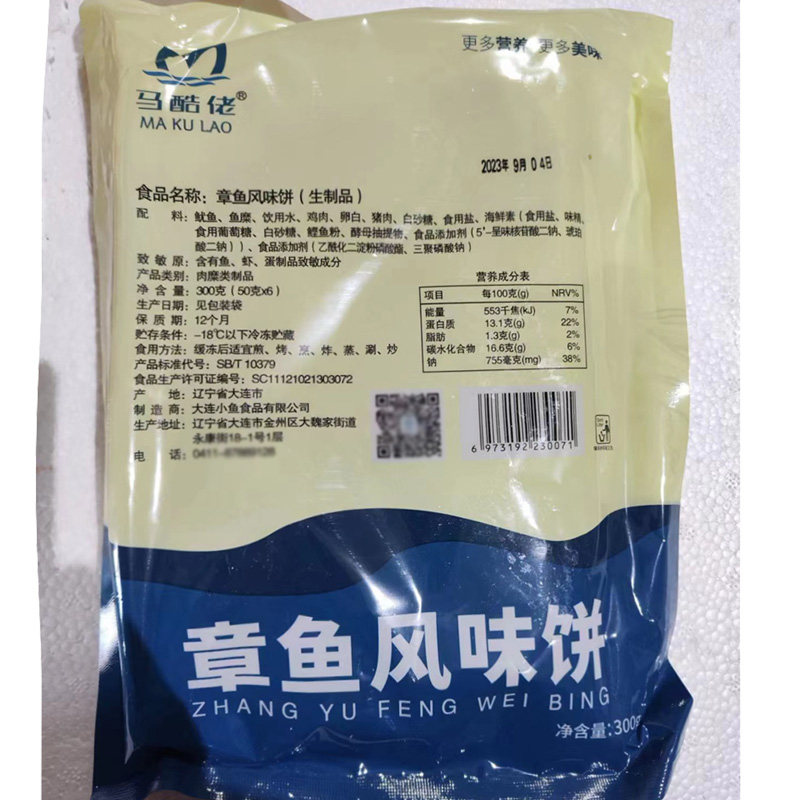 更多营养 更多美味
马酷佬®
MA KU LAO
2023年 9月 04日
食品名称：章鱼风味饼（生制品）
配　　料：鱿鱼、鱼糜、饮用水、鸡肉、卵白、猪肉、白砂糖、食用盐、海鲜素（食用盐、味精、
食用葡萄糖、白砂糖、鲣鱼粉、酵母抽提物、食品添加剂（5'-呈味核苷酸二钠、琥珀
酸二钠））、食品添加剂（乙酰化二淀粉磷酸酯、三聚磷酸钠）
致 敏 原：含有鱼、虾、蛋制品致敏成分
产品类别：肉糜类制品
净 含 量：300克（50克x6）
生产日期：见包装袋
保 质 期：12个月
贮存条件：-18℃以下冷冻贮藏
食用方法：缓冻后适宜煎、烤、烹、炸、蒸、涮、炒
产品标准代号：SB/T 10379
食品生产许可证编号：SC11121021303072
产　　地：辽宁省大连市
制 造 商：大连小鱼食品有限公司
生产地址：辽宁省大连市金州区大魏家街道
永康街18-1号1层
电　　话：
营养成分表
项目 每100克(g) NRV%
能量 553千焦(kJ) 7%
蛋白质 13.1克(g) 22%
脂肪 1.3克(g) 2%
碳水化合物 16.6克(g) 6%
钠 755毫克(mg) 38%
6 973192 230071
章鱼风味饼
ZHANG YU FENG WEI BING
净含量：300g